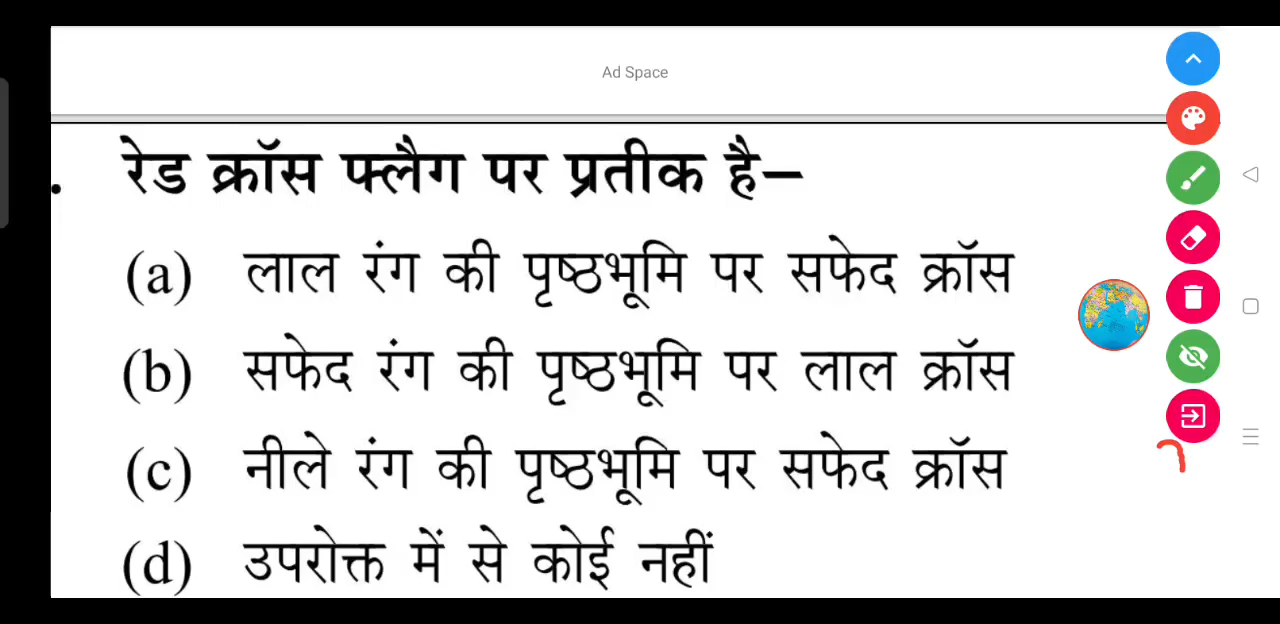 Ad Space
. रेड क्रॉस फ्लैग पर प्रतीक है–
(a) लाल रंग की पृष्ठभूमि पर सफेद क्रॉस
(b) सफेद रंग की पृष्ठभूमि पर लाल क्रॉस
(c) नीले रंग की पृष्ठभूमि पर सफेद क्रॉस
(d) उपरोक्त में से कोई नहीं